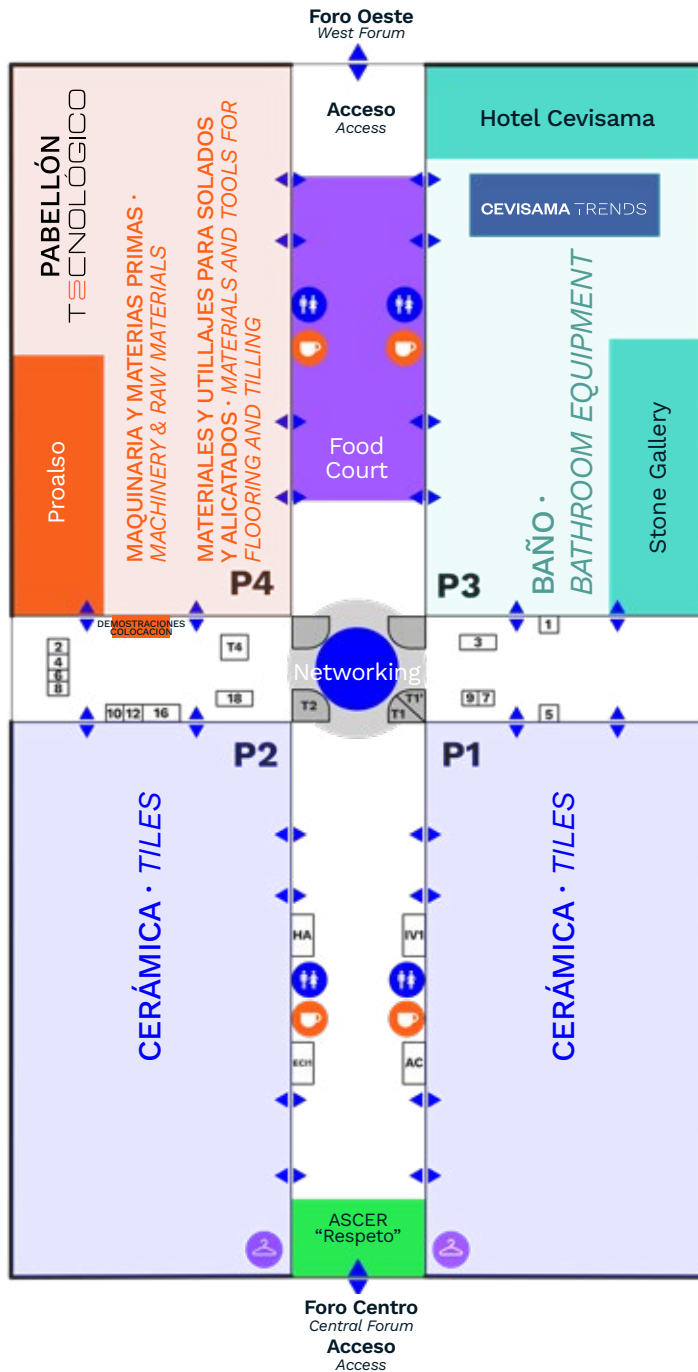 Foro Oeste
West Forum
Acceso
Access
PABELLÓN
TECNOLÓGICO
MAQUINARIA Y MATERIAS PRIMAS ·
MACHINERY & RAW MATERIALS
MATERIALES Y UTILLAJES PARA SOLADOS
Y ALICATADOS · MATERIALS AND TOOLS FOR
FLOORING AND TILLING
Proalso
P4
Food
Court
Hotel Cevisama
CEVISAMA TRENDS
BAÑO ·
BATHROOM EQUIPMENT
Stone Gallery
P3
DEMOSTRACIONES
COLOCACIÓN
2
4
6
8
10 12 16
T4
18
Networking
T2
T1
T1'
3
9 7
1
5
P2
P1
CERÁMICA · TILES
CERÁMICA · TILES
HA
IV1
AC
ASCER
“Respeto”
Foro Centro
Central Forum
Acceso
Access